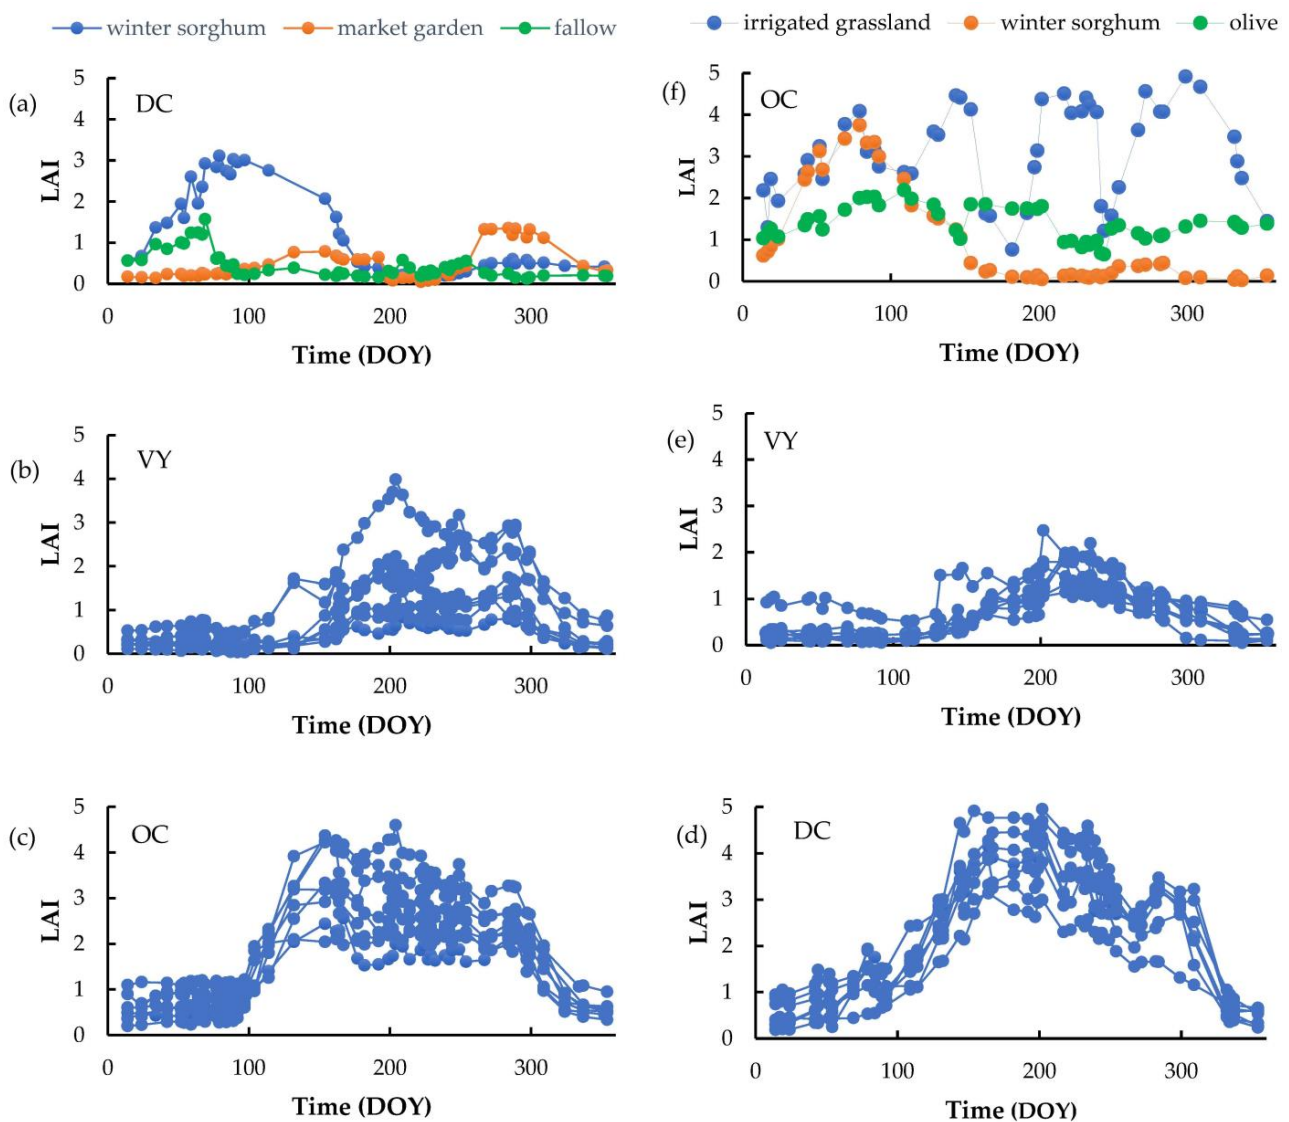 winter sorghum market garden fallow
irrigated grassland winter sorghum olive
(a)
DC
LAI
5
4
3
2
1
0
0 100 200 300
Time (DOY)
(f)
OC
LAI
5
4
3
2
1
0
0 100 200 300
Time (DOY)
(b)
VY
LAI
5
4
3
2
1
0
0 100 200 300
Time (DOY)
(e)
VY
LAI
5
4
3
2
1
0
0 100 200 300
Time (DOY)
(c)
OC
LAI
5
4
3
2
1
0
0 100 200 300
Time (DOY)
(d)
DC
LAI
5
4
3
2
1
0
0 100 200 300
Time (DOY)